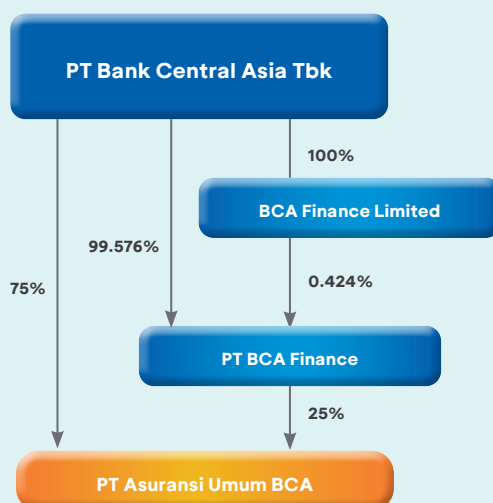 PT Bank Central Asia Tbk
100%
BCA Finance Limited
99.576%
75%
0.424%
PT BCA Finance
25%
PT Asuransi Umum BCA